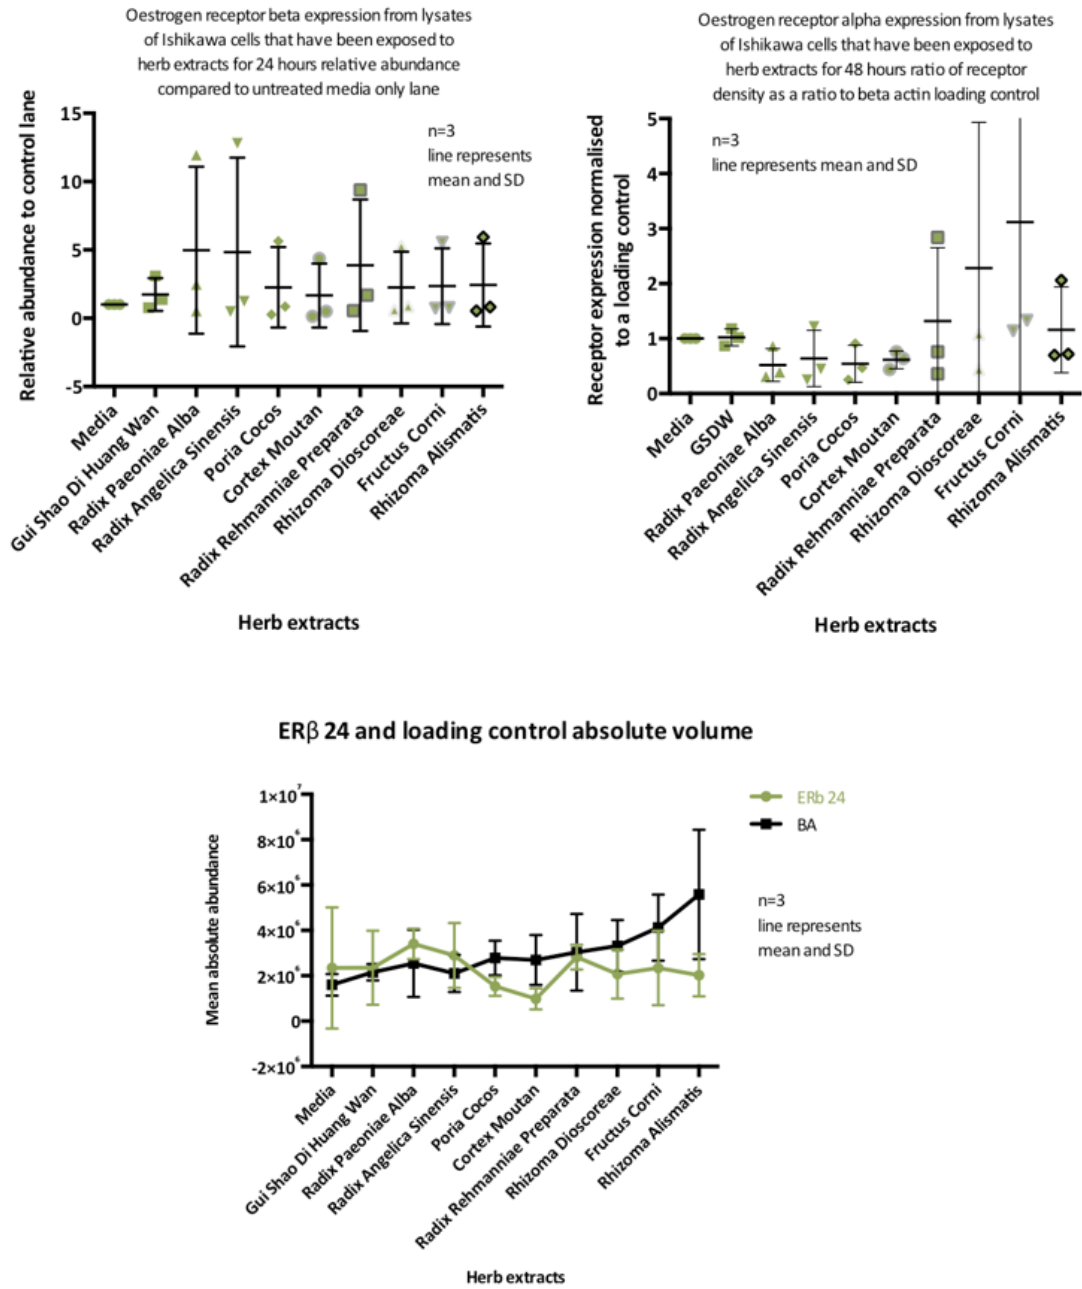 Oestrogen receptor beta expression from lysates
of Ishikawa cells that have been exposed to
herb extracts for 24 hours relative abundance
compared to untreated media only lane
Relative abundance to control lane
15
10
5
0
-5
n=3
line represents
mean and SD
Media
Gui Shao Di Huang Wan
Radix Paeoniae Alba
Radix Angelica Sinensis
Poria Cocos
Cortex Moutan
Radix Rehmanniae Preparata
Rhizoma Dioscoreae
Fructus Corni
Rhizoma Alismatis
Herb extracts
Oestrogen receptor alpha expression from lysates
of Ishikawa cells that have been exposed to
herb extracts for 48 hours ratio of receptor
density as a ratio to beta actin loading control
Receptor expression normalised
to a loading control
5
4
3
2
1
0
n=3
line represents mean and SD
Media
GSDW
Radix Paeoniae Alba
Radix Angelica Sinensis
Poria Cocos
Cortex Moutan
Radix Rehmanniae Preparata
Rhizoma Dioscoreae
Fructus Corni
Rhizoma Alismatis
Herb extracts
ERβ 24 and loading control absolute volume
Mean absolute abundance
1×10⁷
8×10⁶
6×10⁶
4×10⁶
2×10⁶
0
-2×10⁶
ERb 24
BA
n=3
line represents
mean and SD
Media
Gui Shao Di Huang Wan
Radix Paeoniae Alba
Radix Angelica Sinensis
Poria Cocos
Cortex Moutan
Radix Rehmanniae Preparata
Rhizoma Dioscoreae
Fructus Corni
Rhizoma Alismatis
Herb extracts